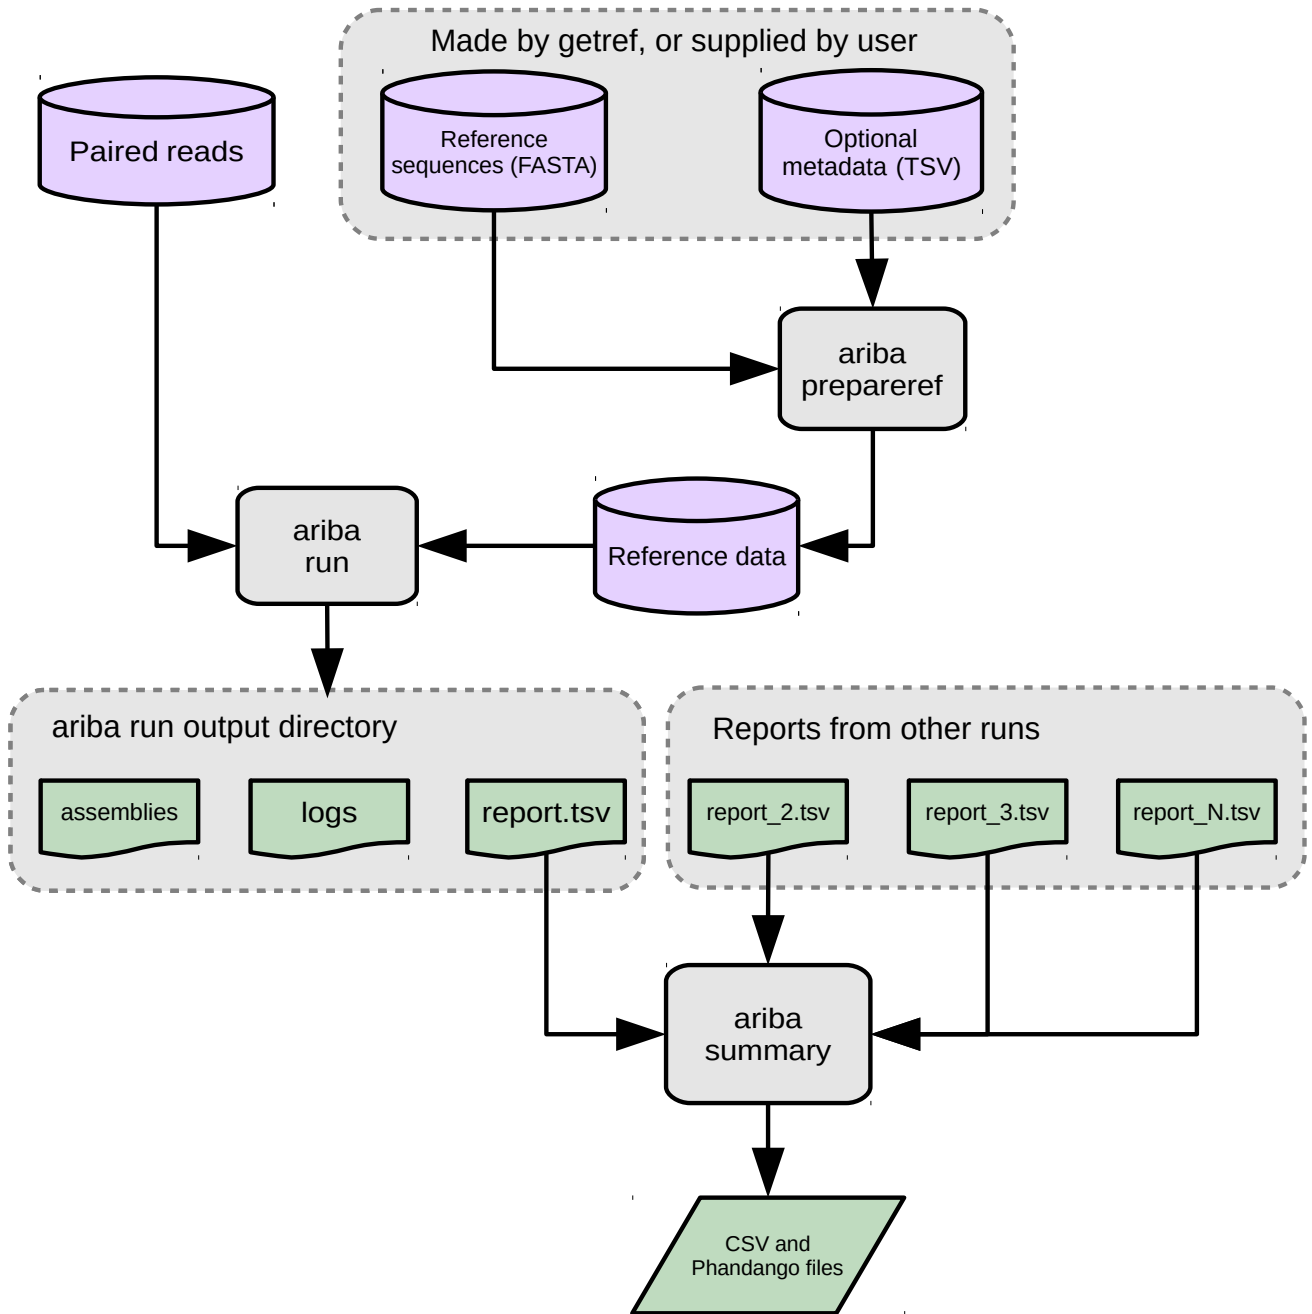 Made by getref, or supplied by user
Paired reads
Reference
sequences (FASTA)
Optional
metadata (TSV)
ariba
prepareref
ariba
run
Reference data
ariba run output directory
assemblies
logs
report.tsv
Reports from other runs
report_2.tsv
report_3.tsv
report_N.tsv
ariba
summary
CSV and
Phandango files